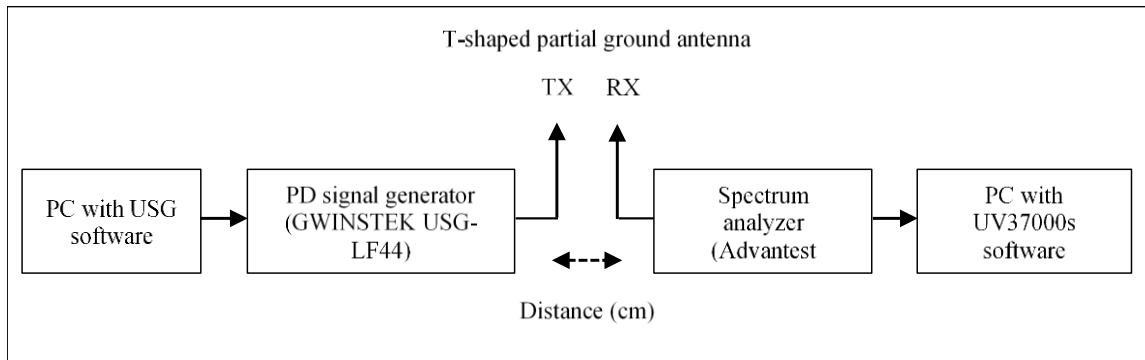 T-shaped partial ground antenna
TX RX
PC with USG
software
PD signal generator
(GWINSTEK USG-
LF44)
Spectrum
analyzer
(Advantest
PC with
UV37000s
software
Distance (cm)